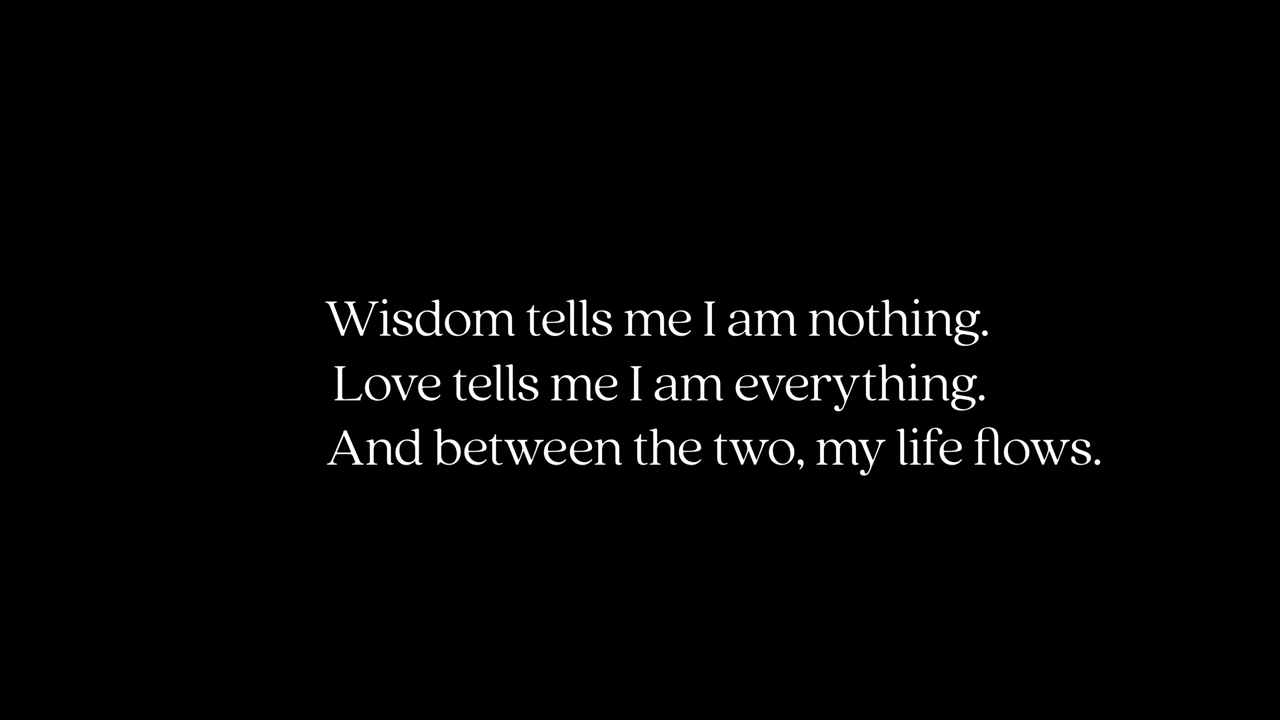 Wisdom tells me I am nothing.
Love tells me I am everything.
And between the two, my life flows.